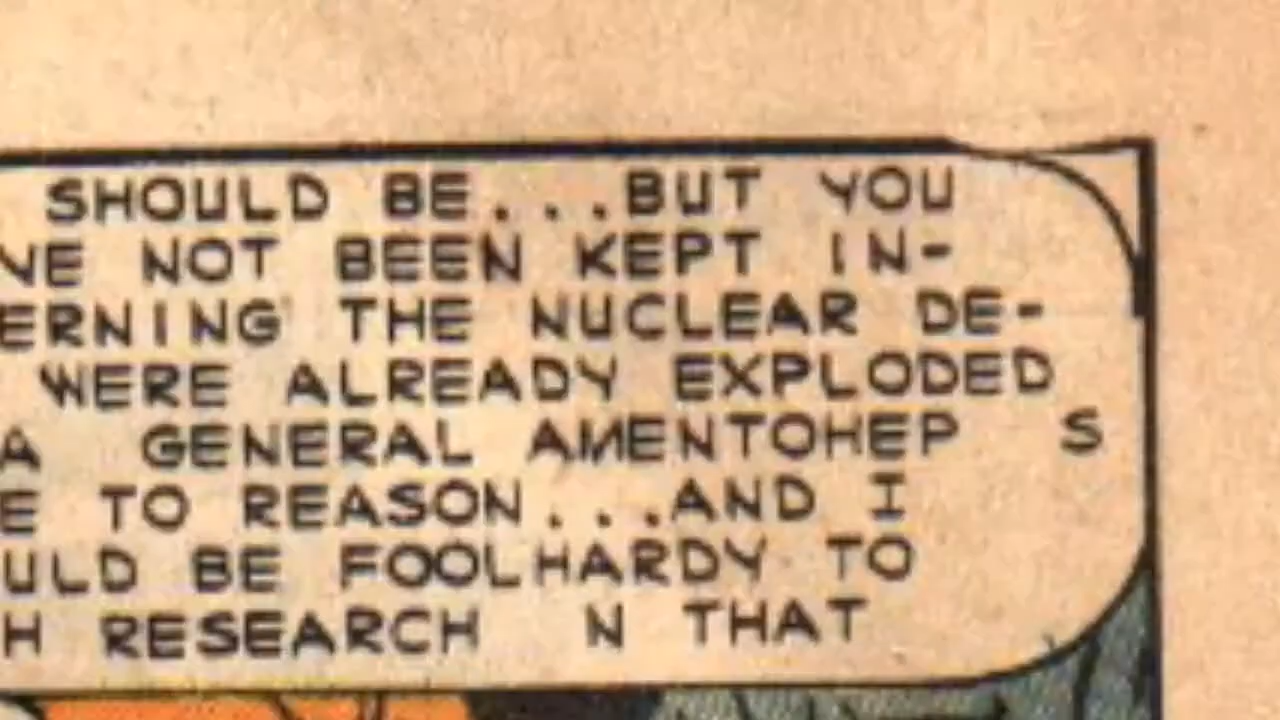 SHOULD BE...BUT YOU
VE NOT BEEN KEPT IN-
ERNING THE NUCLEAR DE-
WERE ALREADY EXPLODED
A GENERAL AMENTOHEP S
E TO REASON...AND I
ULD BE FOOLHARDY TO
H RESEARCH N THAT